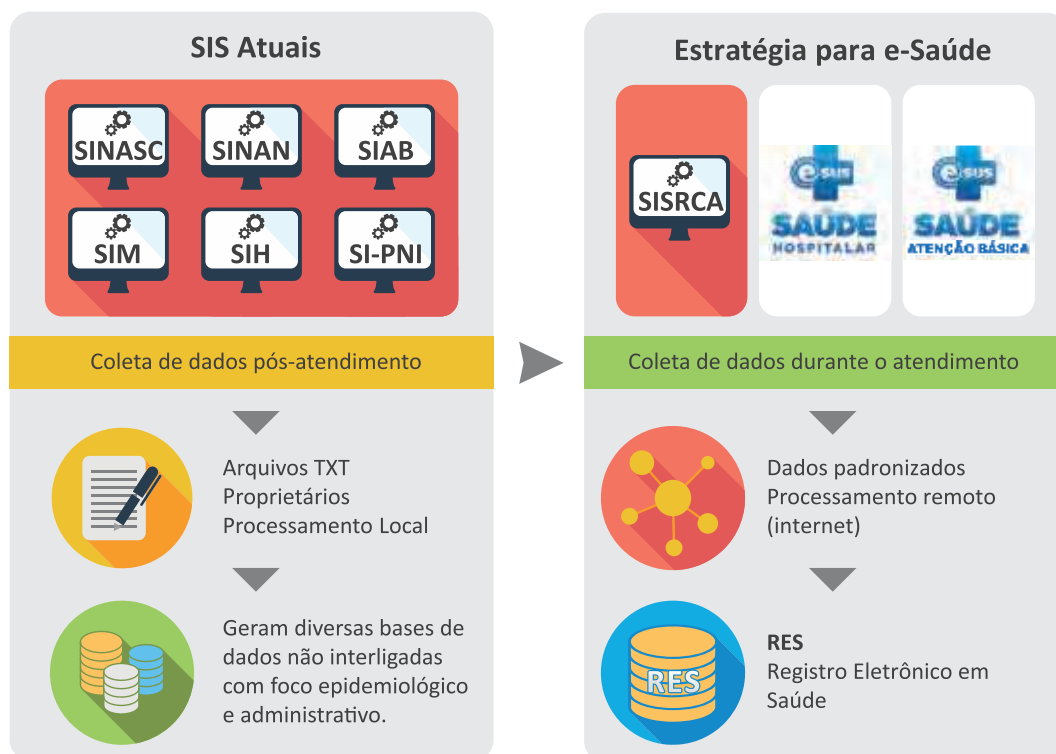 SIS Atuais
SINASC
SINAN
SIAB
SIM
SIH
SI-PNI
Coleta de dados pós-atendimento
Arquivos TXT
Proprietários
Processamento Local
Geram diversas bases de
dados não interligadas
com foco epidemiológico
e administrativo.
Estratégia para e-Saúde
SISRCA
e sus
SAÚDE
HOSPITALAR
e sus
SAÚDE
ATENÇÃO BÁSICA
Coleta de dados durante o atendimento
Dados padronizados
Processamento remoto
(internet)
RES
RES
Registro Eletrônico em
Saúde